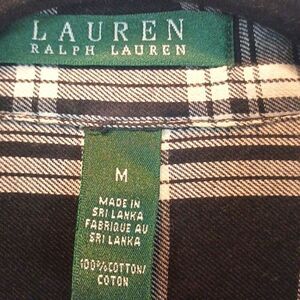 LAUREN
RALPH LAUREN
M
MADE IN
SRI LANKA
FABRIQUE AU
SRI LANKA
100%COTTON/
COTON